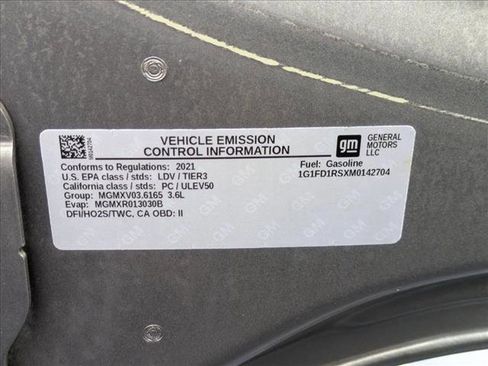 VEHICLE EMISSION
CONTROL INFORMATION
gm
GENERAL
MOTORS
LLC
Conforms to Regulations: 2021
U.S. EPA class / stds: LDV / TIER3
California class / stds: PC / ULEV50
Group: MGMXV03.6165 3.6L
Evap: MGMXR013030B
DFI/HO2S/TWC, CA OBD: II
Fuel: Gasoline
1G1FD1RSXM0142704